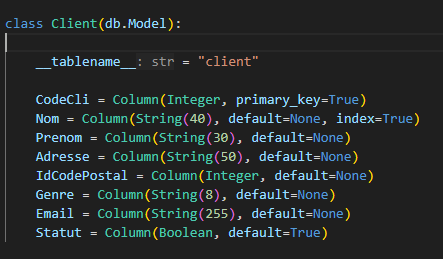 class Client(db.Model):
    __tablename__: str = "client"
    CodeCli = Column(Integer, primary_key=True)
    Nom = Column(String(40), default=None, index=True)
    Prenom = Column(String(30), default=None)
    Adresse = Column(String(50), default=None)
    IdCodePostal = Column(Integer, default=None)
    Genre = Column(String(8), default=None)
    Email = Column(String(255), default=None)
    Statut = Column(Boolean, default=True)